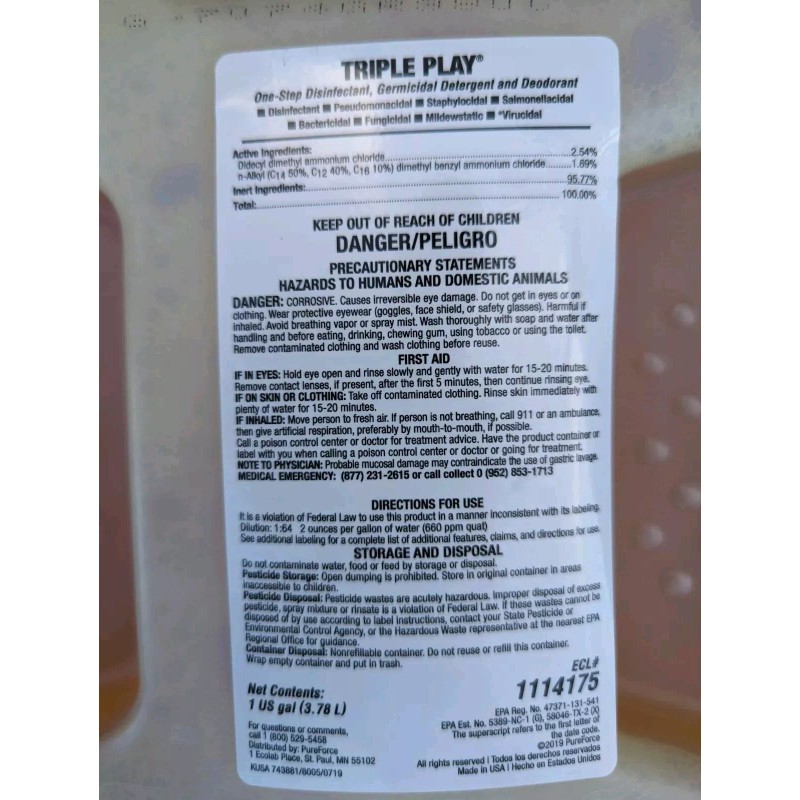 TRIPLE PLAY®
One-Step Disinfectant, Germicidal Detergent and Deodorant
■ Disinfectant ■ Pseudomonacidal ■ Staphylocidal ■ Salmonellacidal
■ Bactericidal ■ Fungicidal ■ Mildewstatic ■ *Virucidal
Active Ingredients:
Didecyl dimethyl ammonium chloride..............2.54%
n-Alkyl (C14 50%, C12 40%, C16 10%) dimethyl benzyl ammonium chloride..........1.69%
Inert Ingredients:..............95.77%
Total:..............100.00%
KEEP OUT OF REACH OF CHILDREN
DANGER/PELIGRO
PRECAUTIONARY STATEMENTS
HAZARDS TO HUMANS AND DOMESTIC ANIMALS
DANGER: CORROSIVE. Causes irreversible eye damage. Do not get in eyes or on
clothing. Wear protective eyewear (goggles, face shield, or safety glasses). Harmful if
inhaled. Avoid breathing vapor or spray mist. Wash thoroughly with soap and water after
handling and before eating, drinking, chewing gum, using tobacco or using the toilet.
Remove contaminated clothing and wash clothing before reuse.
FIRST AID
IF IN EYES: Hold eye open and rinse slowly and gently with water for 15-20 minutes.
Remove contact lenses, if present, after the first 5 minutes, then continue rinsing eye.
IF ON SKIN OR CLOTHING: Take off contaminated clothing. Rinse skin immediately with
plenty of water for 15-20 minutes.
IF INHALED: Move person to fresh air. If person is not breathing, call 911 or an ambulance,
then give artificial respiration, preferably by mouth-to-mouth, if possible.
Call a poison control center or doctor for treatment advice. Have the product container or
label with you when calling a poison control center or doctor or going for treatment.
NOTE TO PHYSICIAN: Probable mucosal damage may contraindicate the use of gastric lavage.
MEDICAL EMERGENCY: (877) 231-2615 or call collect 0 (952) 853-1713
DIRECTIONS FOR USE
It is a violation of Federal Law to use this product in a manner inconsistent with its labeling.
Dilution: 1:64 2 ounces per gallon of water (660 ppm quat)
See additional labeling for a complete list of additional features, claims, and directions for use.
STORAGE AND DISPOSAL
Do not contaminate water, food or feed by storage or disposal.
Pesticide Storage: Open dumping is prohibited. Store in original container in areas
inaccessible to children.
Pesticide Disposal: Pesticide wastes are acutely hazardous. Improper disposal of excess
pesticide, spray mixture or rinsate is a violation of Federal Law. If these wastes cannot be
disposed of by use according to label instructions, contact your State Pesticide or
Environmental Control Agency, or the Hazardous Waste representative at the nearest EPA
Regional Office for guidance.
Container Disposal: Nonrefillable container. Do not reuse or refill this container.
Wrap empty container and put in trash.
Net Contents:
1 US gal (3.78 L)
For questions or comments,
call 1 (800) 529-5458
Distributed by: PureForce
1 Ecolab Place, St. Paul, MN 55102
KUSA 743881/8005/0719
ECL#
1114175
EPA Reg. No. 47371-131-541
EPA Est. No. 5389-NC-1 (G), 58046-TX-2 (X)
The superscript refers to the first letter of
the date code.
©2019 PureForce
All rights reserved | Todos los derechos reservados
Made in USA | Hecho en Estados Unidos